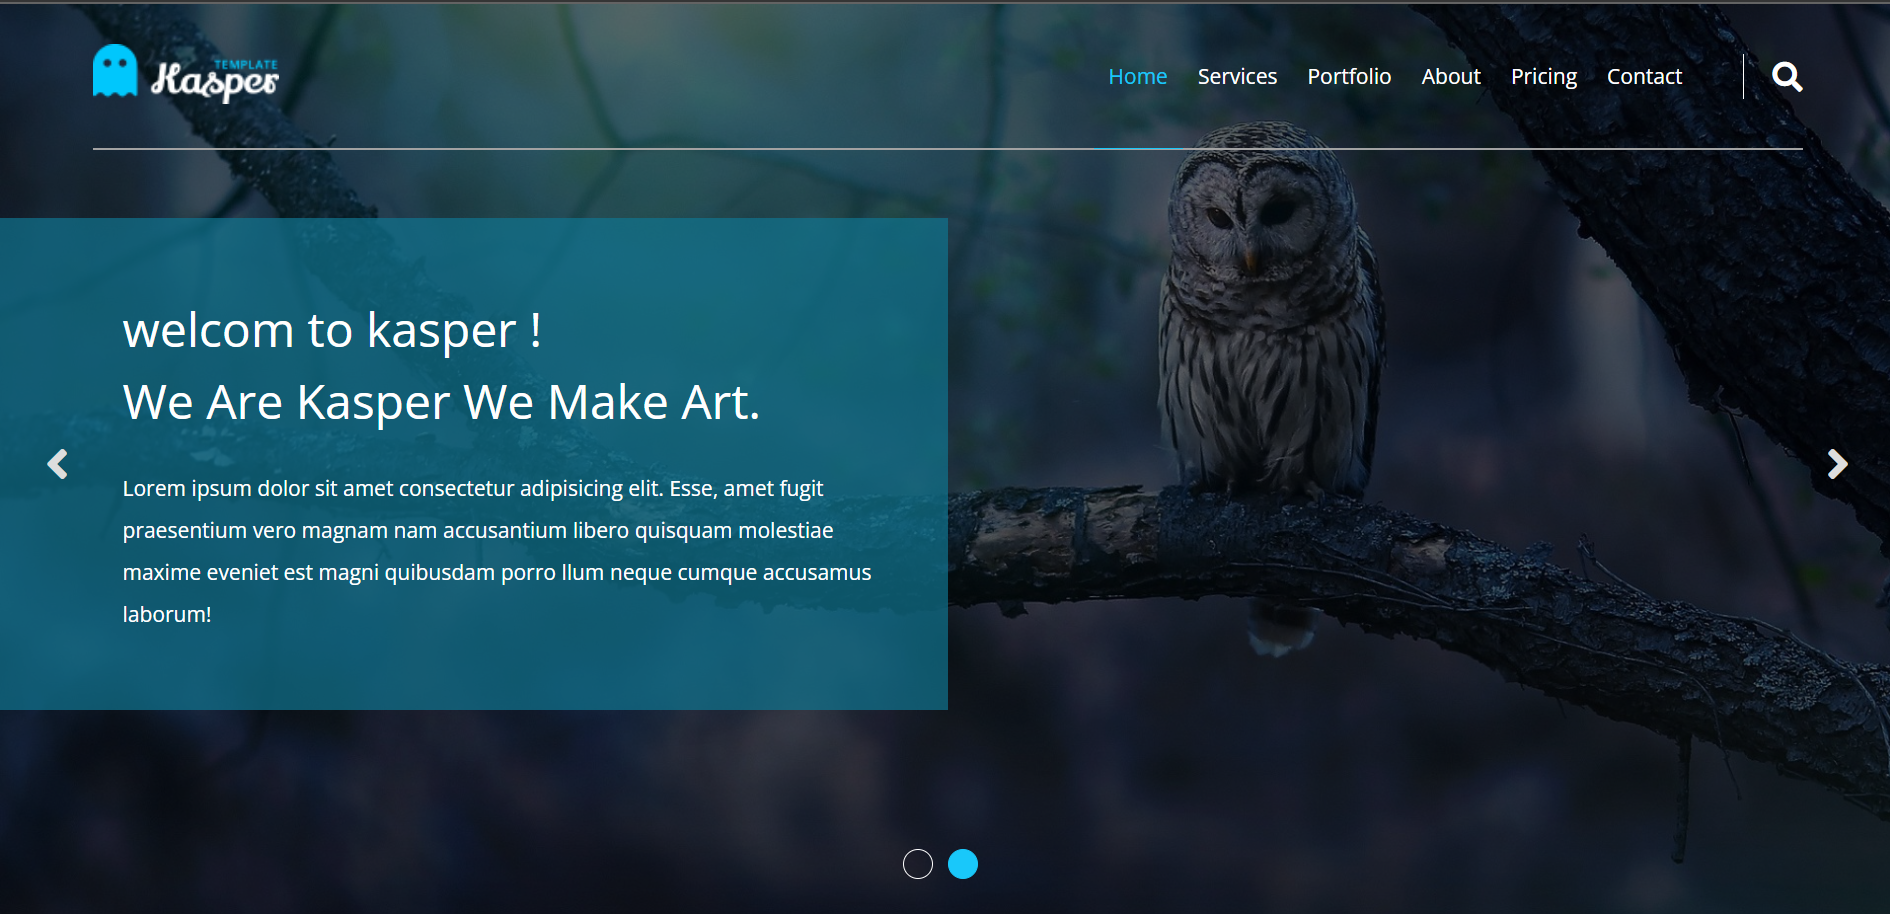 TEMPLATE
Kasper
Home Services Portfolio About Pricing Contact
welcom to kasper !
We Are Kasper We Make Art.
Lorem ipsum dolor sit amet consectetur adipisicing elit. Esse, amet fugit
praesentium vero magnam nam accusantium libero quisquam molestiae
maxime eveniet est magni quibusdam porro llum neque cumque accusamus
laborum!